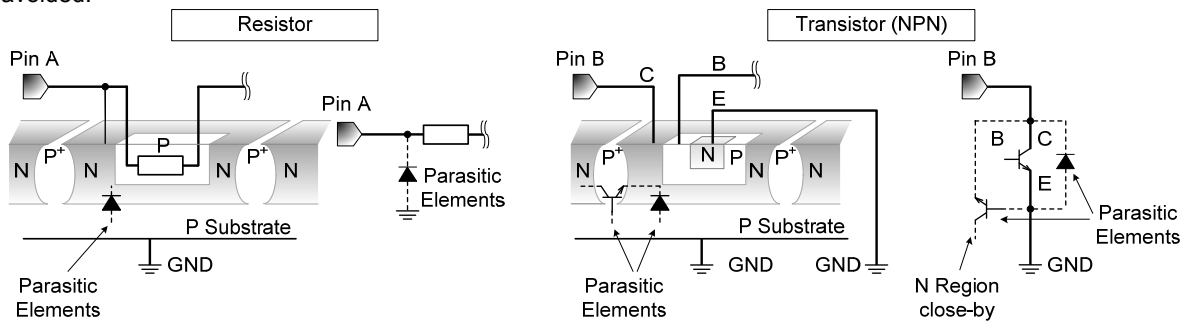 avoided.
Resistor
Transistor (NPN)
Pin A
Pin A
N
P+
N
P
N
P+
N
Parasitic
Elements
P Substrate
GND
Parasitic
Elements
Pin B
C
B
E
N
P+
N
N
P
N
P+
N
P Substrate
GND
GND
Parasitic
Elements
Pin B
B
C
E
Parasitic
Elements
GND
N Region
close-by